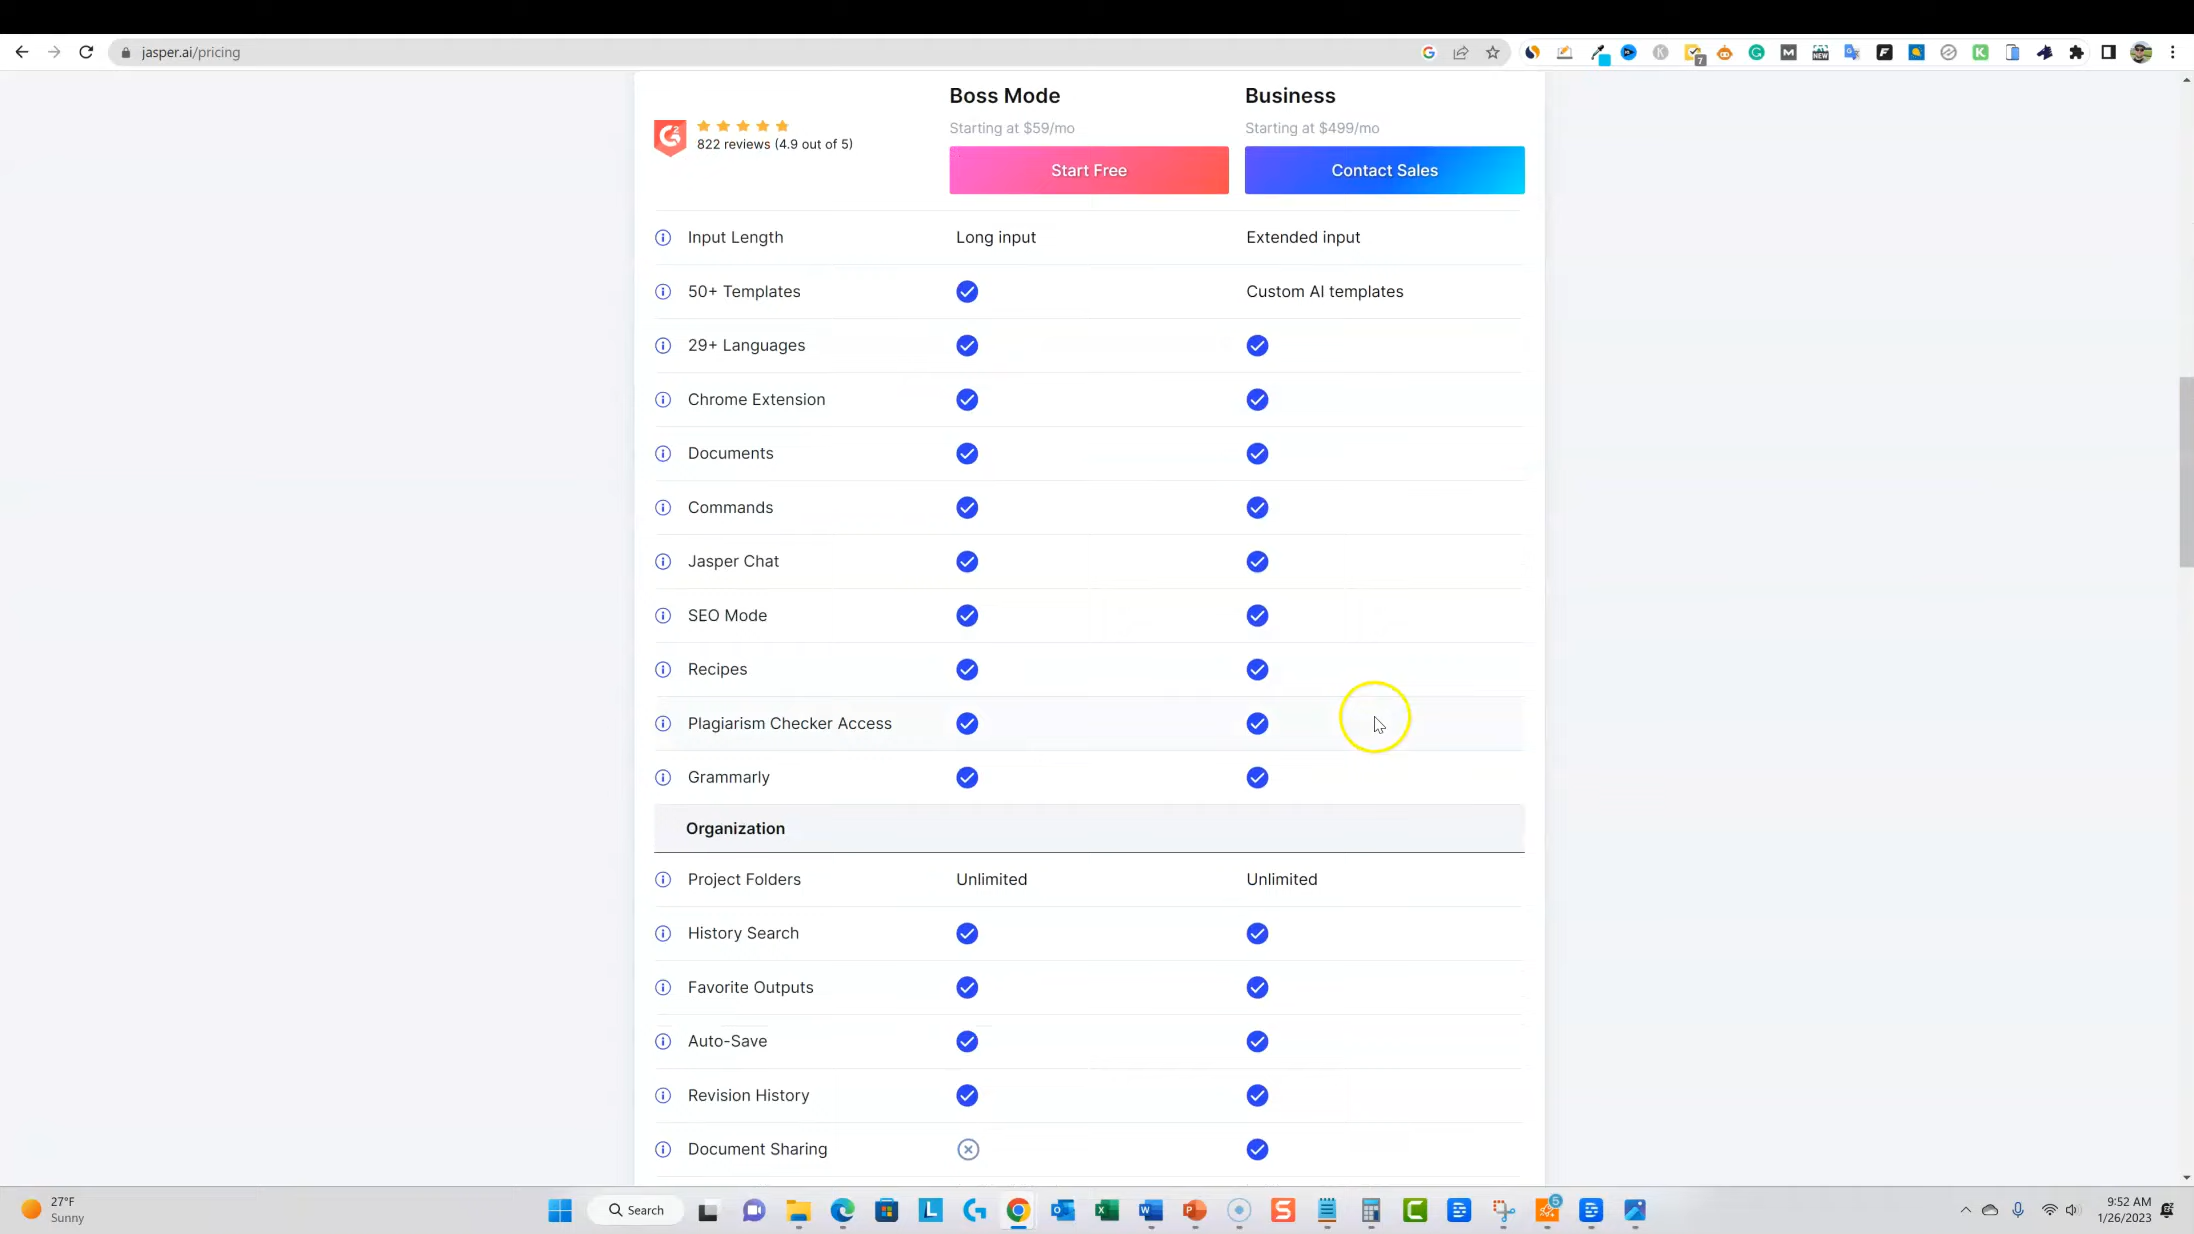 jasper.ai/pricing
Boss Mode
Business
Starting at $59/mo
Starting at $499/mo
822 reviews (4.9 out of 5)
Start Free
Contact Sales
Input Length
Long input
Extended input
50+ Templates
Custom AI templates
29+ Languages
Chrome Extension
Documents
Commands
Jasper Chat
SEO Mode
Recipes
Plagiarism Checker Access
Grammarly
Organization
Project Folders
Unlimited
Unlimited
History Search
Favorite Outputs
Auto-Save
Revision History
Document Sharing
27°F
Sunny
Search
9:52 AM
1/26/2023